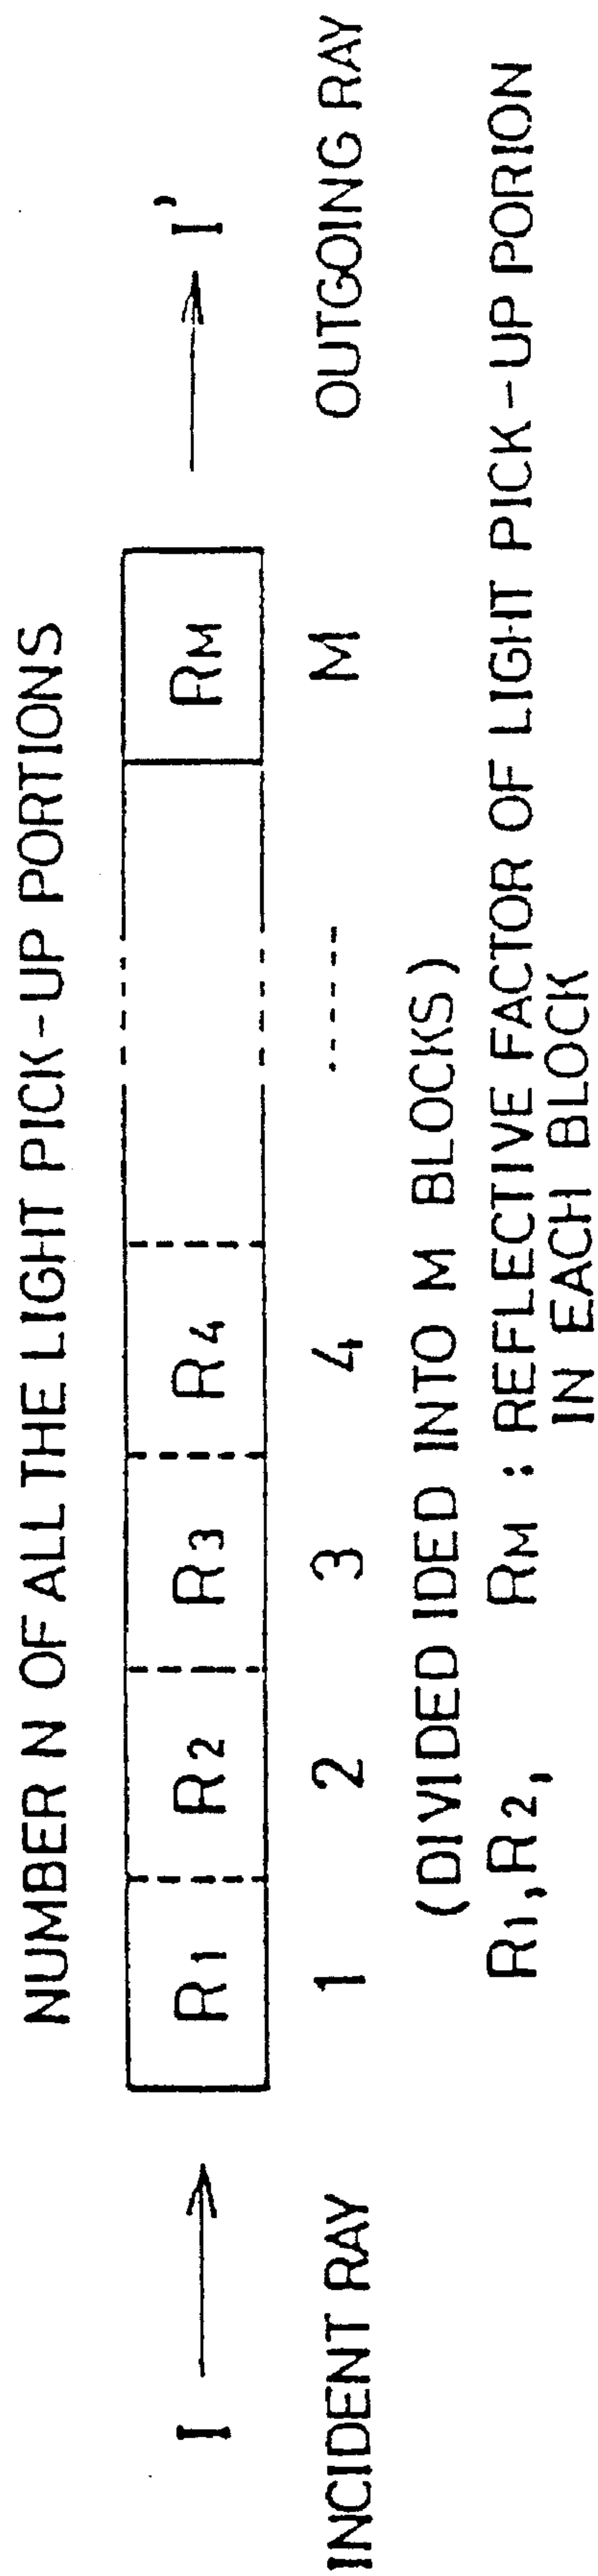 NUMBER N OF ALL THE LIGHT PICK-UP PORTIONS
I R1 R2 R3 R4 RM I'
INCIDENT RAY 1 2 3 4 ----- M OUTGOING RAY
(DIVIDED IDED INTO M BLOCKS)
R1, R2, RM : REFLECTIVE FACTOR OF LIGHT PICK-UP PORION
IN EACH BLOCK